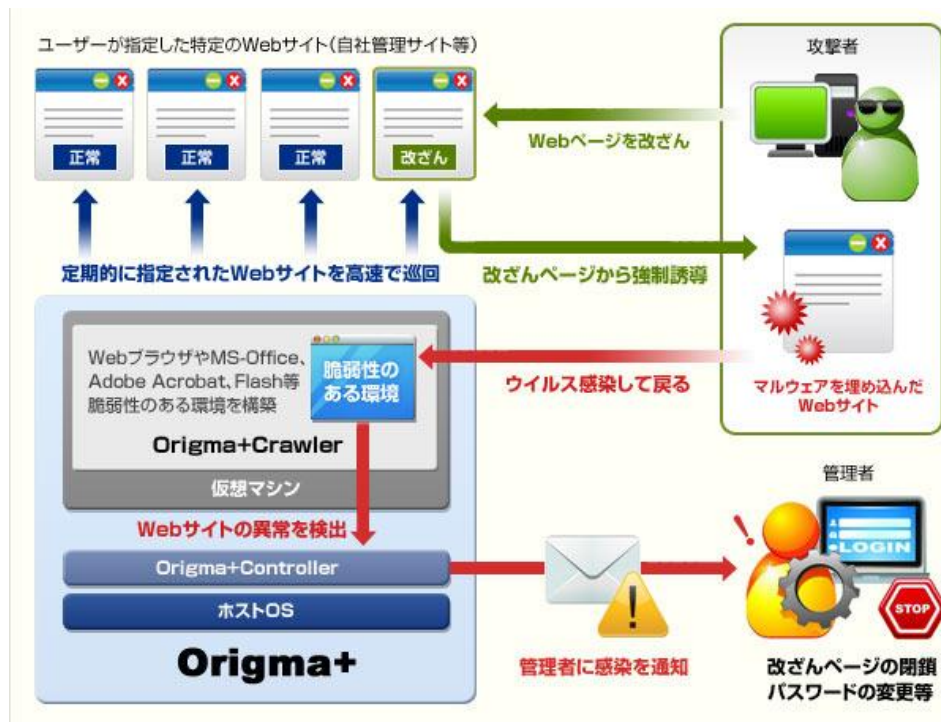 ユーザーが指定した特定のWebサイト(自社管理サイト等)
攻撃者
正常
正常
正常
改ざん
Webページを改ざん
定期的に指定されたWebサイトを高速で巡回
改ざんページから強制誘導
WebブラウザやMS-Office、
Adobe Acrobat、Flash等
脆弱性のある環境を構築
脆弱性の
ある環境
Origma+Crawler
仮想マシン
ウイルス感染して戻る
マルウェアを埋め込んだ
Webサイト
Webサイトの異常を検出
Origma+Controller
ホストOS
Origma+
管理者に感染を通知
管理者
LOGIN
STOP
改ざんページの閉鎖
パスワードの変更等